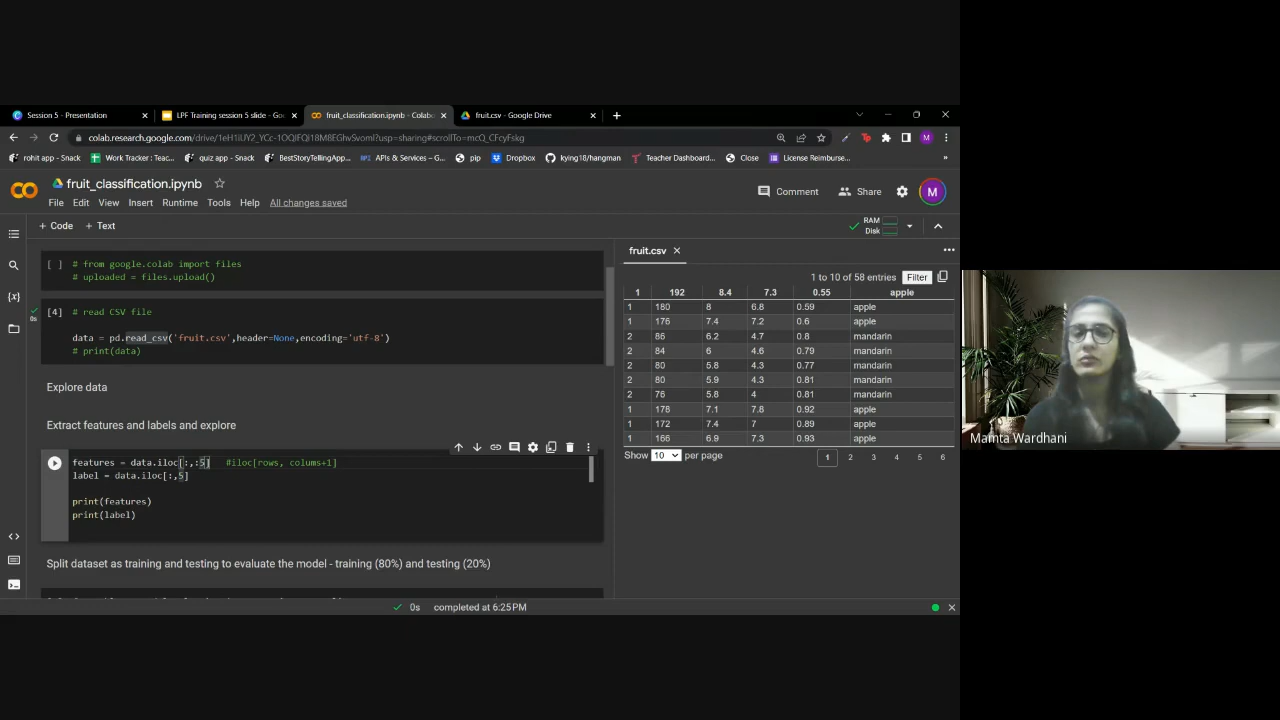 Session 5 - Presentation
LPF Training session 5 slide - Go
fruit_classification.ipynb - Colabo
fruit.csv - Google Drive
colab.research.google.com/drive/1eH1iUY2_YCc-1OQIFQI18MBEGhwSvomI?usp=sharing#scrollTo=mcQ_CFcyFskg
rohit app - Snack
Work Tracker : Teac...
quiz app - Snack
BestStoryTellingApp...
APIs & Services – G...
pip
Dropbox
kying18/hangman
Teacher Dashboard...
Close
License Reimburse...
CO
fruit_classification.ipynb
File Edit View Insert Runtime Tools Help All changes saved
Comment
Share
M
+ Code + Text
RAM
Disk
[ ] # from google.colab import files
# uploaded = files.upload()
[4] # read CSV file
0s
data = pd.read_csv('fruit.csv',header=None,encoding='utf-8')
# print(data)
Explore data
Extract features and labels and explore
features = data.iloc[:,:5] #iloc[rows, colums+1]
label = data.iloc[:,5]
print(features)
print(label)
Split dataset as training and testing to evaluate the model - training (80%) and testing (20%)
fruit.csv
1 to 10 of 58 entries Filter
1 192 8.4 7.3 0.55 apple
1 180 8 6.8 0.59 apple
1 176 7.4 7.2 0.6 apple
2 86 6.2 4.7 0.8 mandarin
2 84 6 4.6 0.79 mandarin
2 80 5.8 4.3 0.77 mandarin
2 80 5.9 4.3 0.81 mandarin
2 76 5.8 4 0.81 mandarin
1 178 7.1 7.8 0.92 apple
1 172 7.4 7 0.89 apple
1 166 6.9 7.3 0.93 apple
Show 10 per page
1 2 3 4 5 6
0s completed at 6:25 PM
Mamta Wardhani